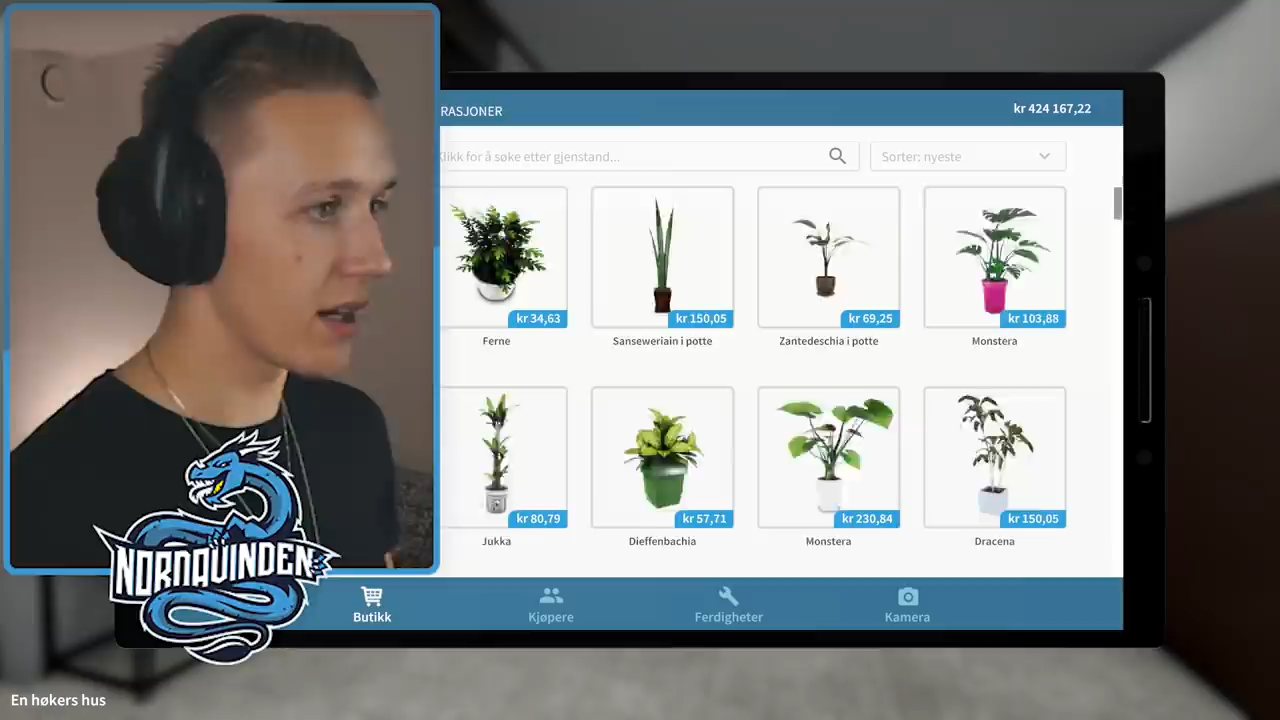 RASJONER
kr 424 167,22
Klikk for å søke etter gjenstand...
Sorter: nyeste
kr 34,63
kr 150,05
kr 69,25
kr 103,88
Ferne
Sanseweriain i potte
Zantedeschia i potte
Monstera
kr 80,79
kr 57,71
kr 230,84
kr 150,05
Jukka
Dieffenbachia
Monstera
Dracena
NORDAVINDEN
Butikk
Kjøpere
Ferdigheter
Kamera
En høkers hus